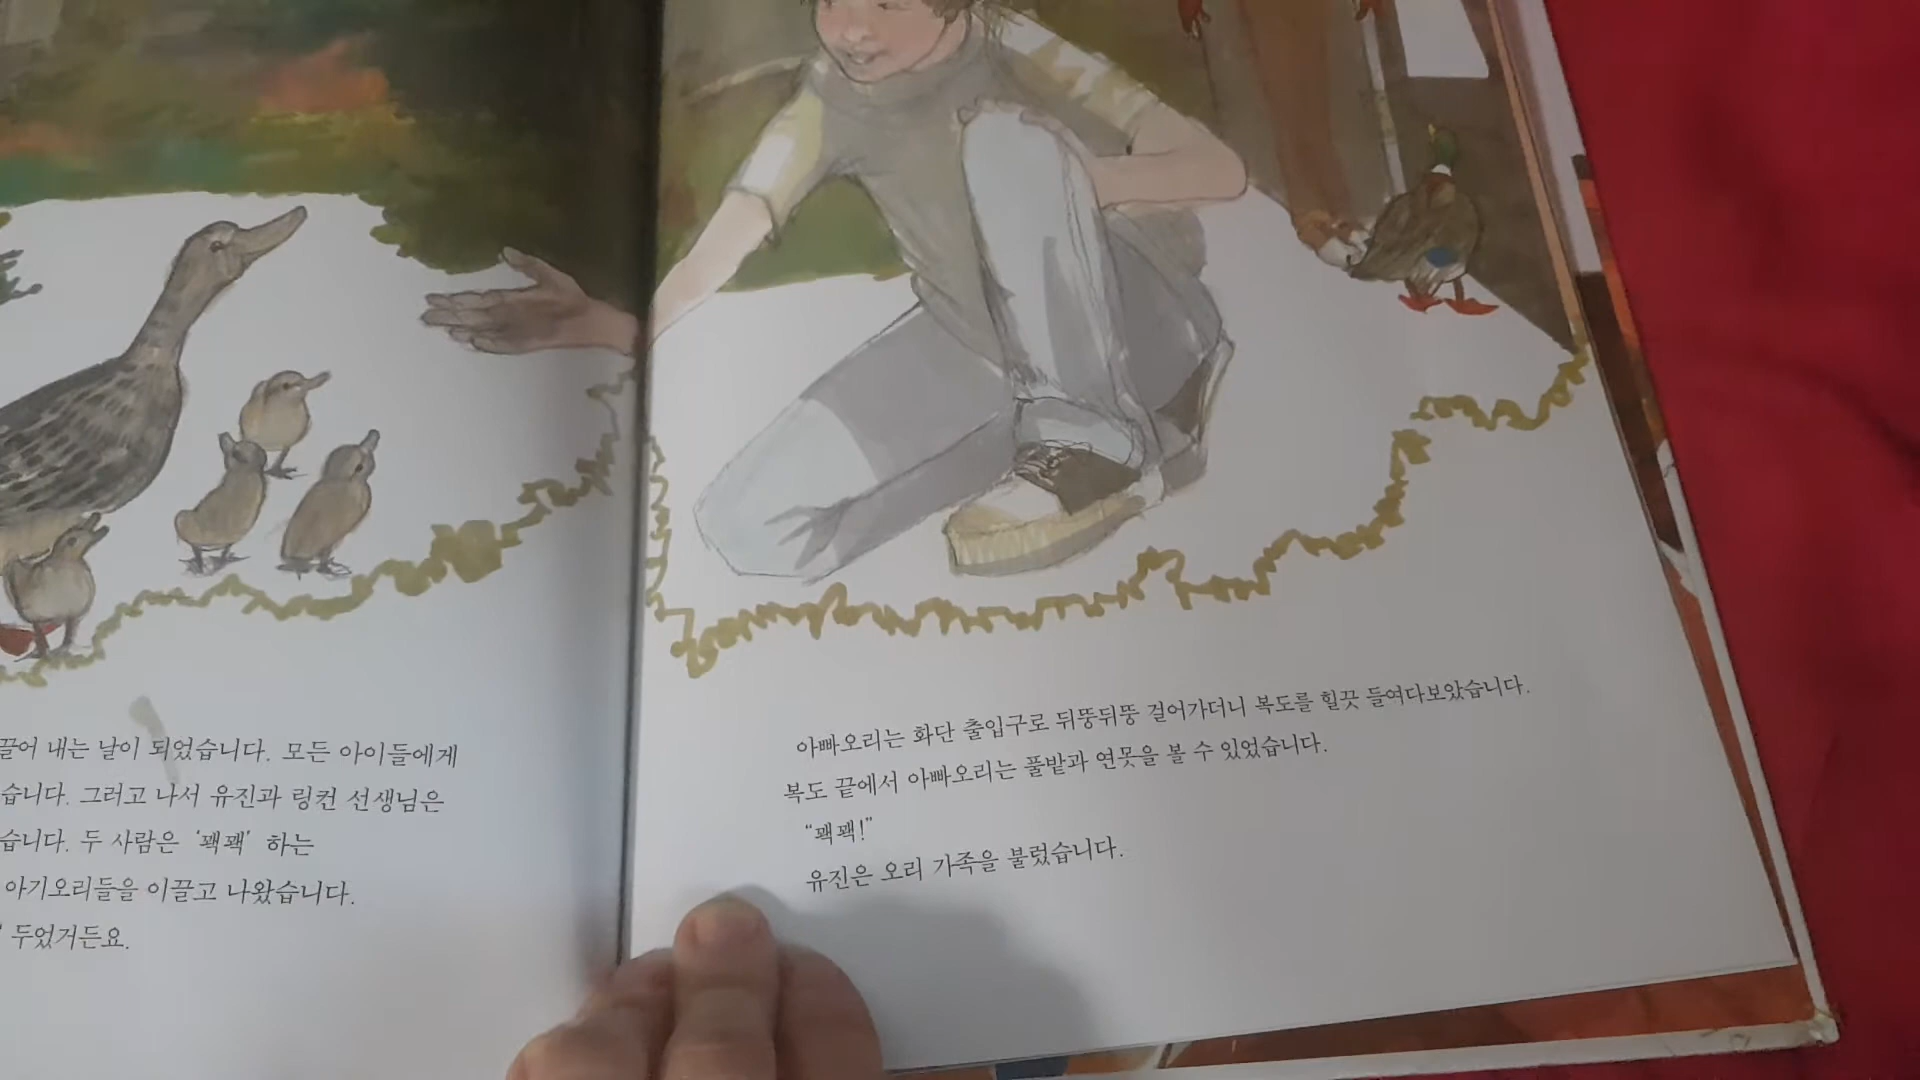 끌어 내는 날이 되었습니다. 모든 아이들에게
습니다. 그러고 나서 유진과 링컨 선생님은
습니다. 두 사람은 '꽥꽥' 하는
아기오리들을 이끌고 나왔습니다.
두었거든요.
아빠오리는 화단 출입구로 뒤뚱뒤뚱 걸어가더니 복도를 힐끗 들여다보았습니다.
복도 끝에서 아빠오리는 풀밭과 연못을 볼 수 있었습니다.
“꽥꽥!”
유진은 오리 가족을 불렀습니다.